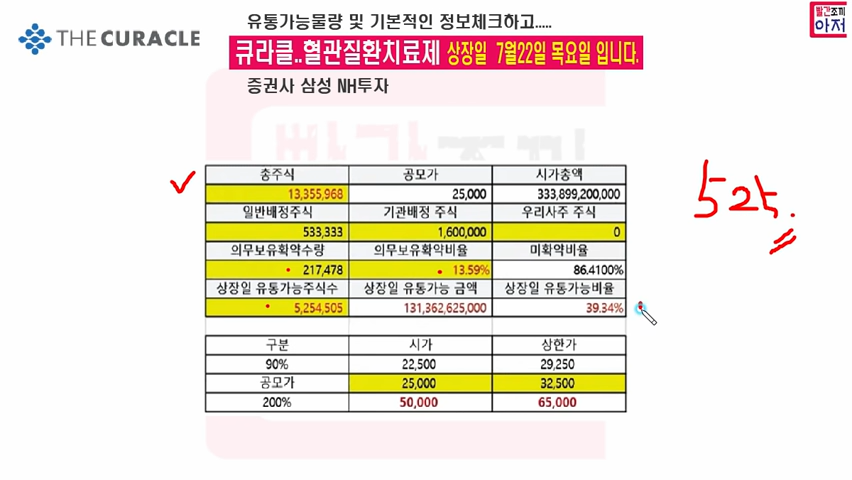 유통가능물량 및 기본적인 정보체크하고.....
빨간조끼
아저
THE CURACLE
큐라클..혈관질환치료제 상장일 7월22일 목요일 입니다.
증권사 삼성 NH투자
총주식 공모가 시가총액
13,355,968 25,000 333,899,200,000
일반배정주식 기관배정 주식 우리사주 주식
533,333 1,600,000 0
의무보유확약수량 의무보유확약비율 미확약비율
217,478 13.59% 86.4100%
상장일 유통가능주식수 상장일 유통가능 금액 상장일 유통가능비율
5,254,505 131,362,625,000 39.34%
구분 시가 상한가
90% 22,500 29,250
공모가 25,000 32,500
200% 50,000 65,000